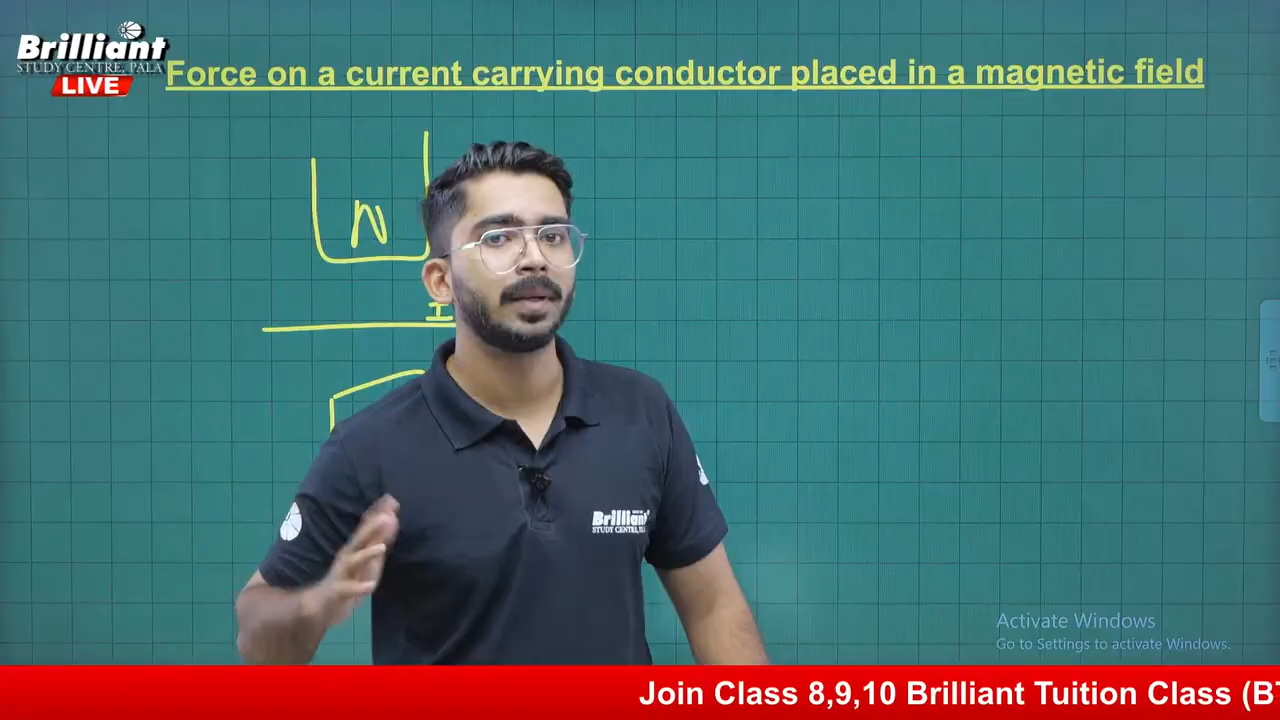 Brilliant
STUDY CENTRE, PALA
LIVE
Force on a current carrying conductor placed in a magnetic field
N
I
Brilliant
STUDY CENTRE, PALA
Activate Windows
Go to Settings to activate Windows.
Join Class 8,9,10 Brilliant Tuition Class (B